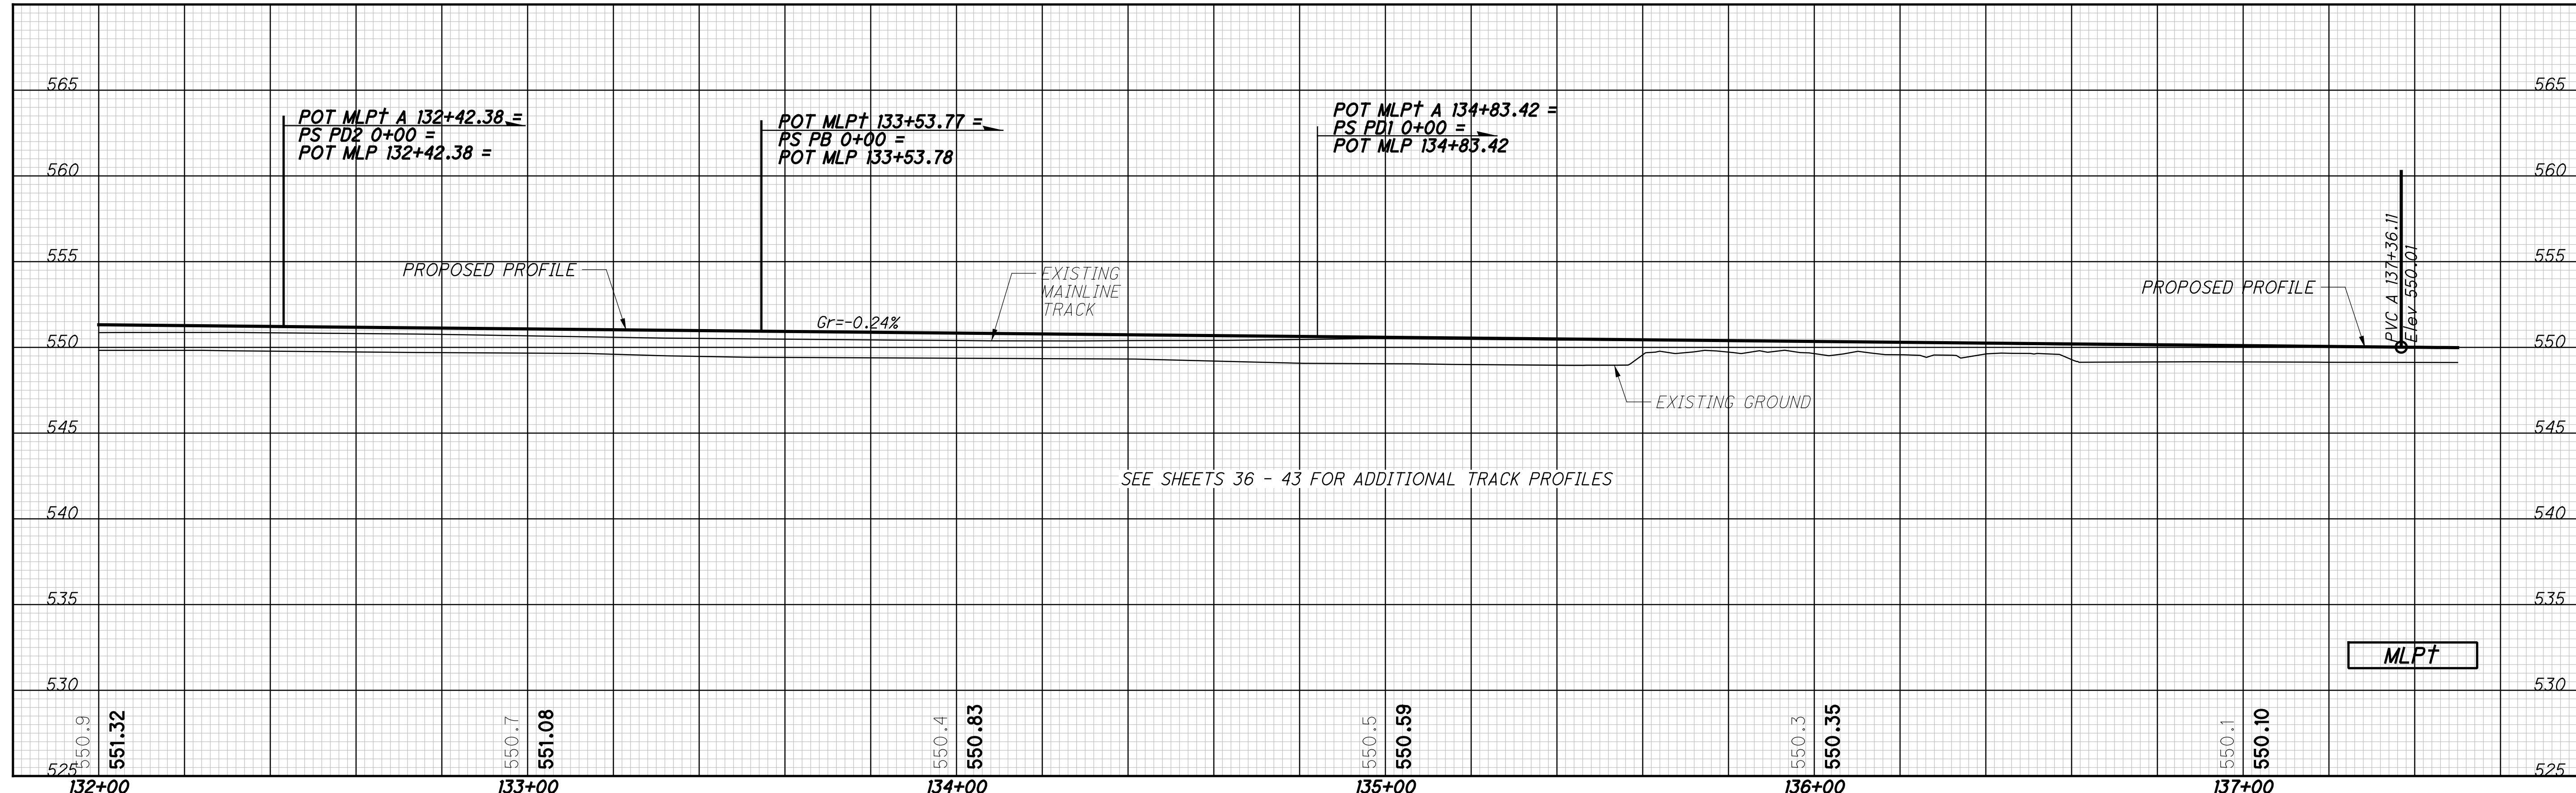 565
565
POT MLP† A 132+42.38 =
PS PD2 0+00 =
POT MLP 132+42.38 =
POT MLP† 133+53.77 =
PS PB 0+00 =
POT MLP 133+53.78
POT MLP† A 134+83.42 =
PS PD1 0+00 =
POT MLP 134+83.42
560
560
555
555
PROPOSED PROFILE
EXISTING
MAINLINE
TRACK
PROPOSED PROFILE
PVC A 137+36.11
Elev 550.01
Gr=-0.24%
550
550
EXISTING GROUND
545
545
SEE SHEETS 36 - 43 FOR ADDITIONAL TRACK PROFILES
540
540
535
535
MLP†
530
530
550.9
551.32
550.7
551.08
550.4
550.83
550.5
550.59
550.3
550.35
550.1
550.10
525
525
132+00
133+00
134+00
135+00
136+00
137+00